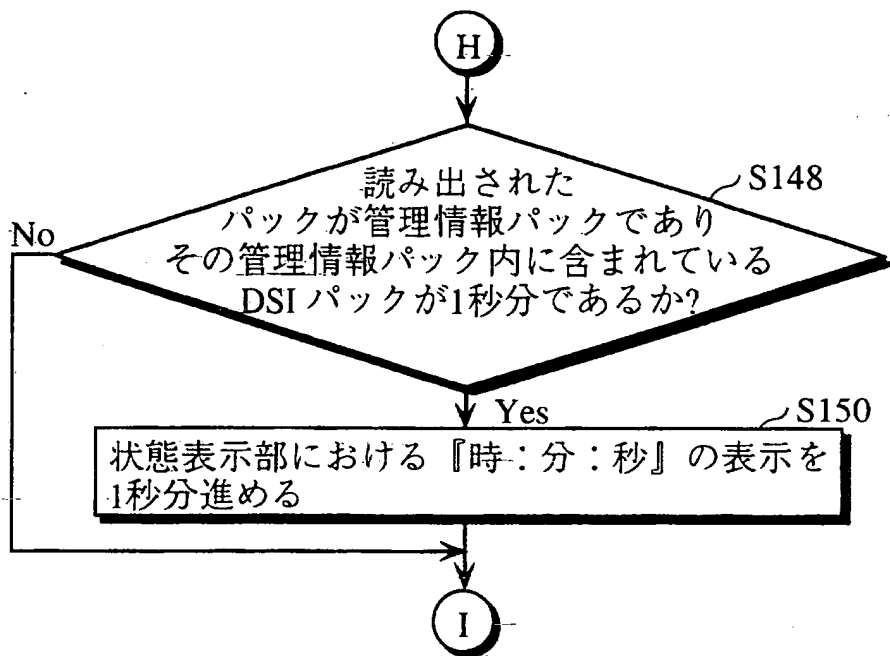 H
読み出された
S148
パックが管理情報パックであり
No
その管理情報パック内に含まれている
DSI パックが1秒分であるか?
Yes
S150
状態表示部における『時：分：秒』の表示を
1秒分進める
I